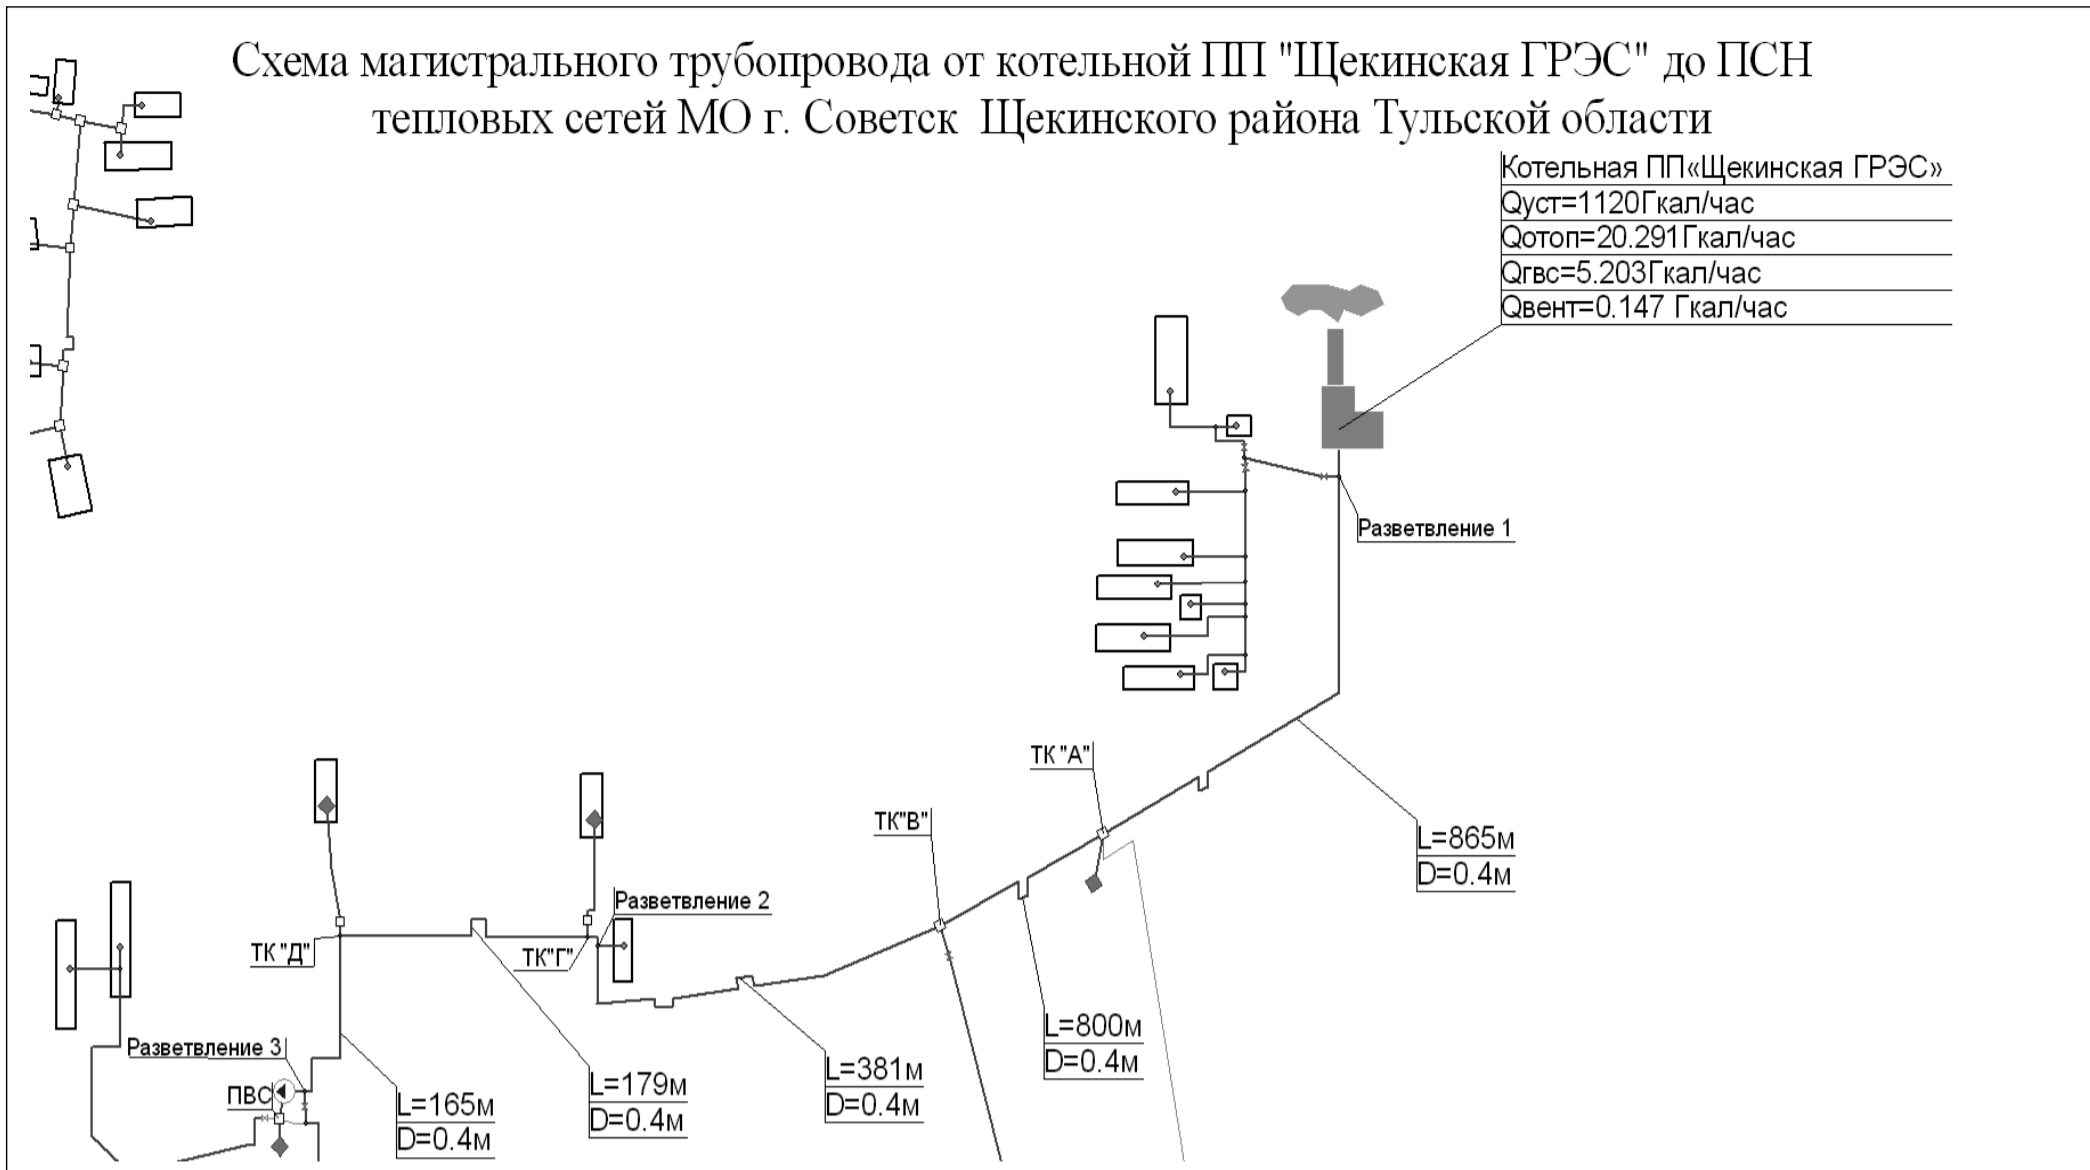 Схема магистрального трубопровода от котельной ПП "Щекинская ГРЭС" до ПСН
тепловых сетей МО г. Советск Щекинского района Тульской области
Котельная ПП«Щекинская ГРЭС»
Qуст=1120Гкал/час
Qотоп=20.291Гкал/час
Qгвс=5.203Гкал/час
Qвент=0.147 Гкал/час
Разветвление 1
ТК "А"
ТК"В"
L=865м
D=0.4м
Разветвление 2
ТК "Д"
ТК"Г"
L=800м
D=0.4м
Разветвление 3
L=381м
D=0.4м
L=179м
D=0.4м
ПВС
L=165м
D=0.4м